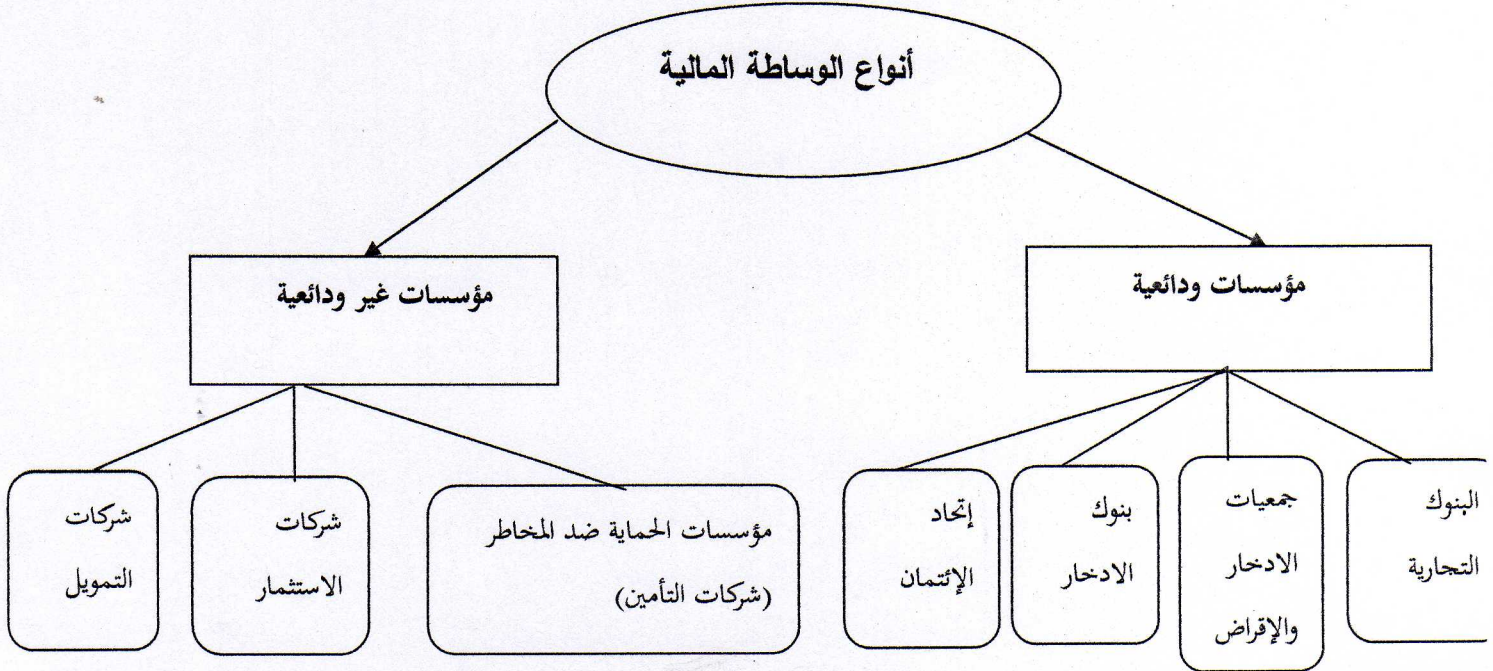 أنواع الوساطة المالية
مؤسسات ودائعية
مؤسسات غير ودائعية
البنوك
التجارية
جمعيات
الادخار
والإقراض
بنوك
الادخار
إتحاد
الإئتمان
مؤسسات الحماية ضد المخاطر
(شركات التأمين)
شركات
الاستثمار
شركات
التمويل